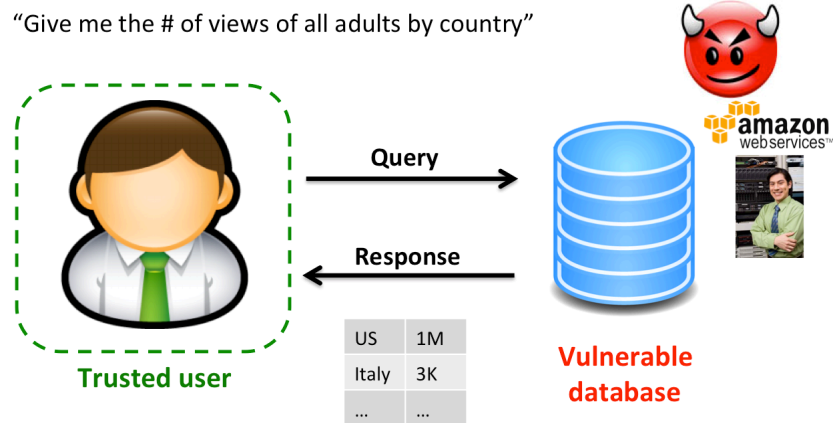 “Give me the # of views of all adults by country”
amazon
webservices™
Query
Response
US 1M
Italy 3K
... ...
Trusted user
Vulnerable
database